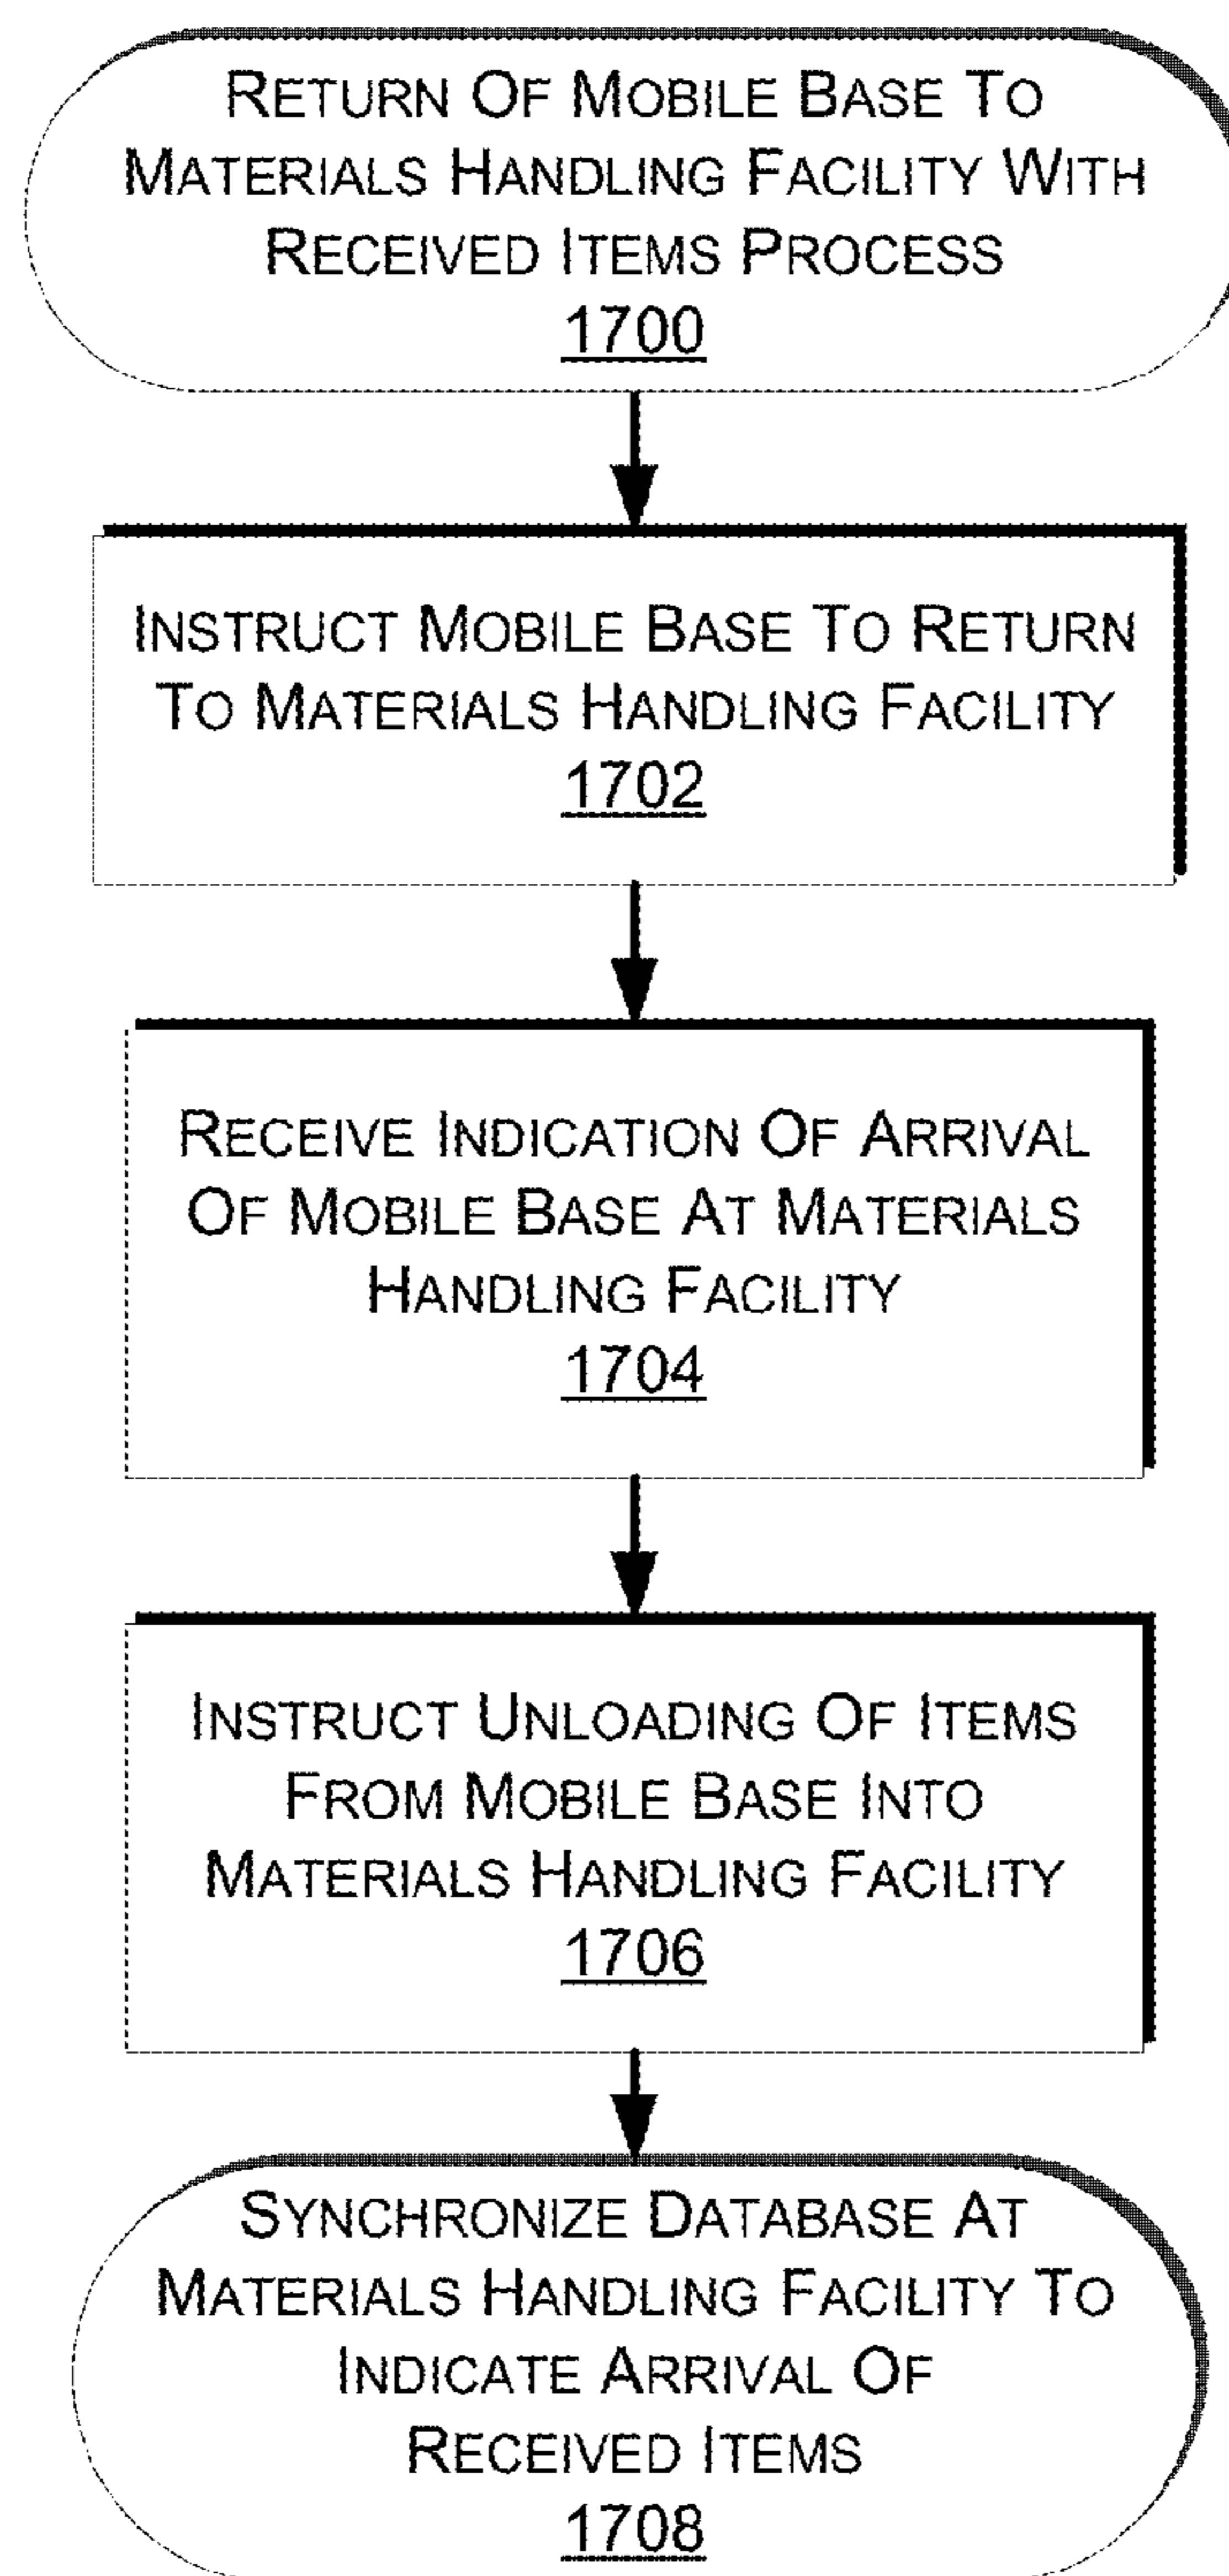 RETURN OF MOBILE BASE TO
MATERIALS HANDLING FACILITY WITH
RECEIVED ITEMS PROCESS
1700
INSTRUCT MOBILE BASE TO RETURN
TO MATERIALS HANDLING FACILITY
1702
RECEIVE INDICATION OF ARRIVAL
OF MOBILE BASE AT MATERIALS
HANDLING FACILITY
1704
INSTRUCT UNLOADING OF ITEMS
FROM MOBILE BASE INTO
MATERIALS HANDLING FACILITY
1706
SYNCHRONIZE DATABASE AT
MATERIALS HANDLING FACILITY TO
INDICATE ARRIVAL OF
RECEIVED ITEMS
1708